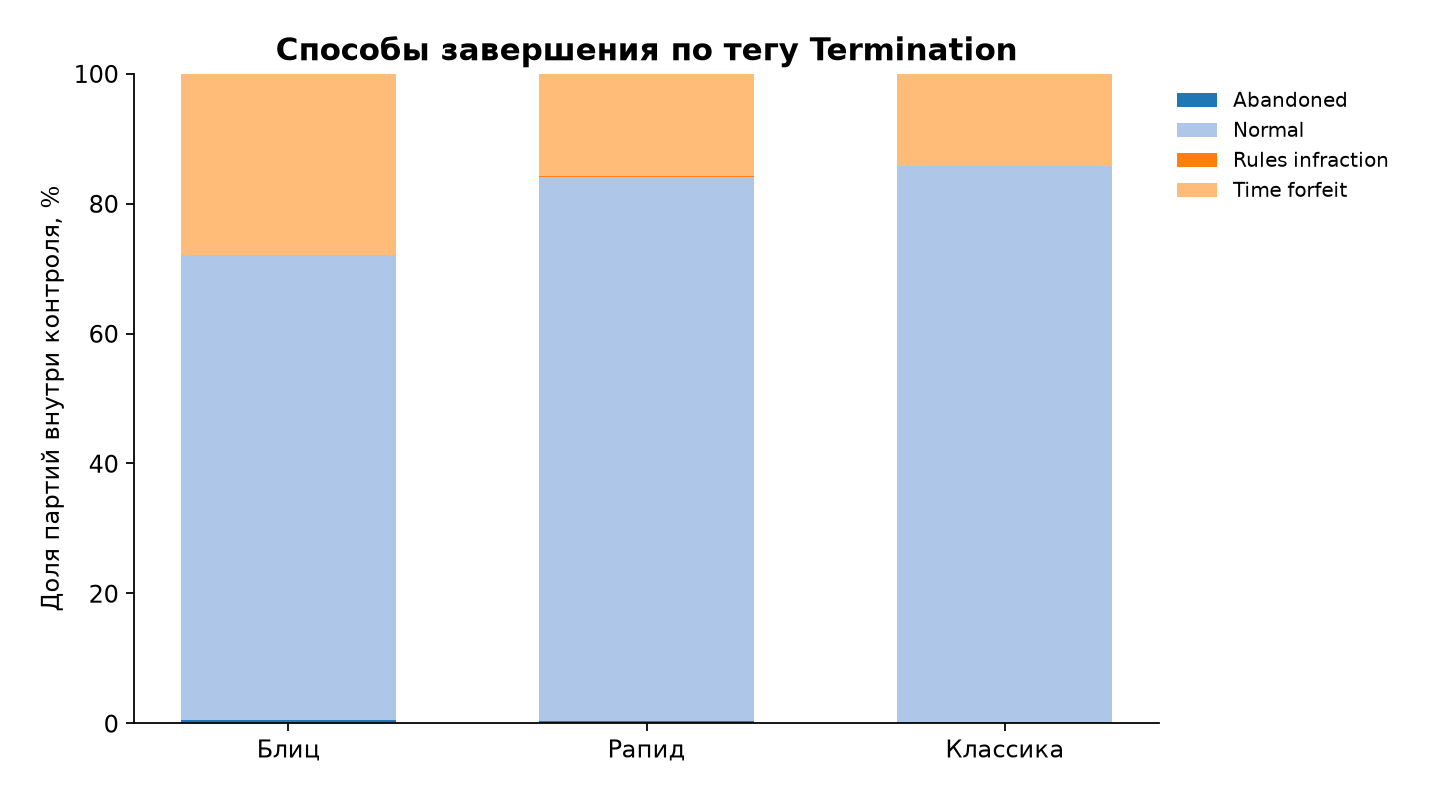 Способы завершения по тегу Termination
Доля партий внутри контроля, %
100
80
60
40
20
0
Блиц
Рапид
Классика
Abandoned
Normal
Rules infraction
Time forfeit